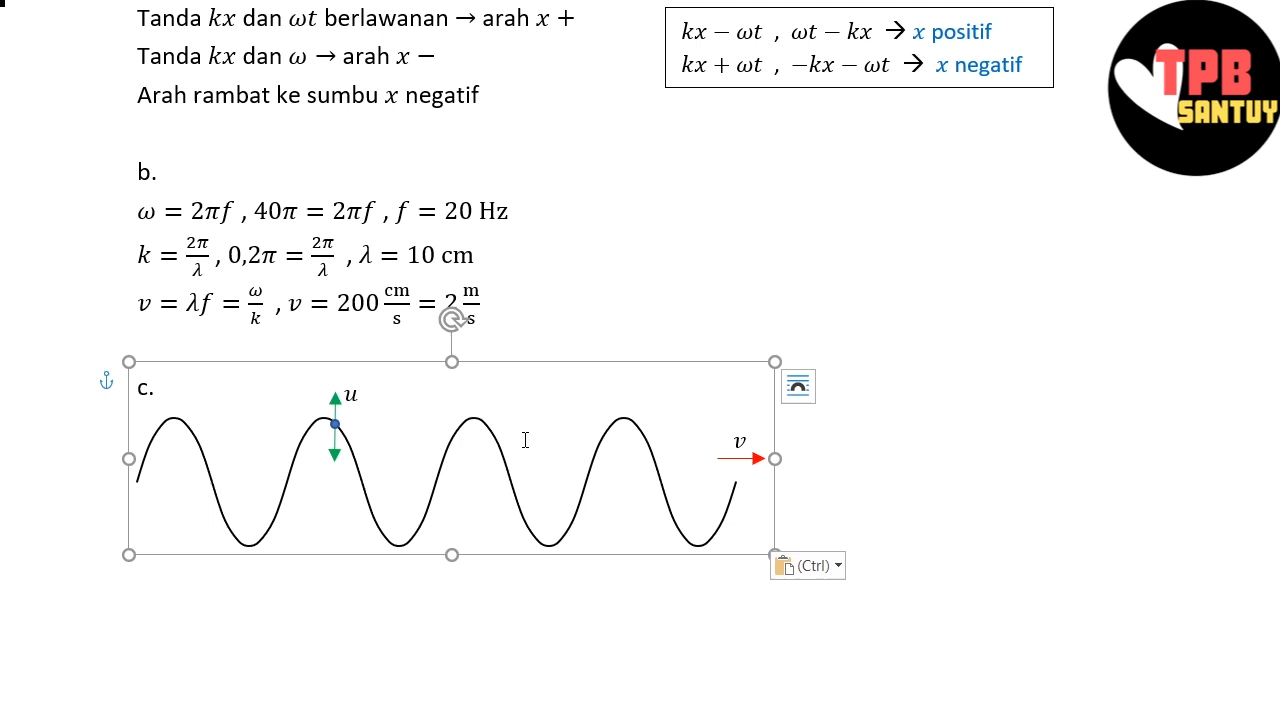 Tanda kx dan ωt berlawanan → arah x +
Tanda kx dan ω → arah x −
Arah rambat ke sumbu x negatif
kx − ωt , ωt − kx → x positif
kx + ωt , −kx − ωt → x negatif
TPB
SANTUY
b.
ω = 2πf , 40π = 2πf , f = 20 Hz
k = 2π/λ , 0,2π = 2π/λ , λ = 10 cm
v = λf = ω/k , v = 200 cm/s = 2 m/s
c.
u
v
(Ctrl)